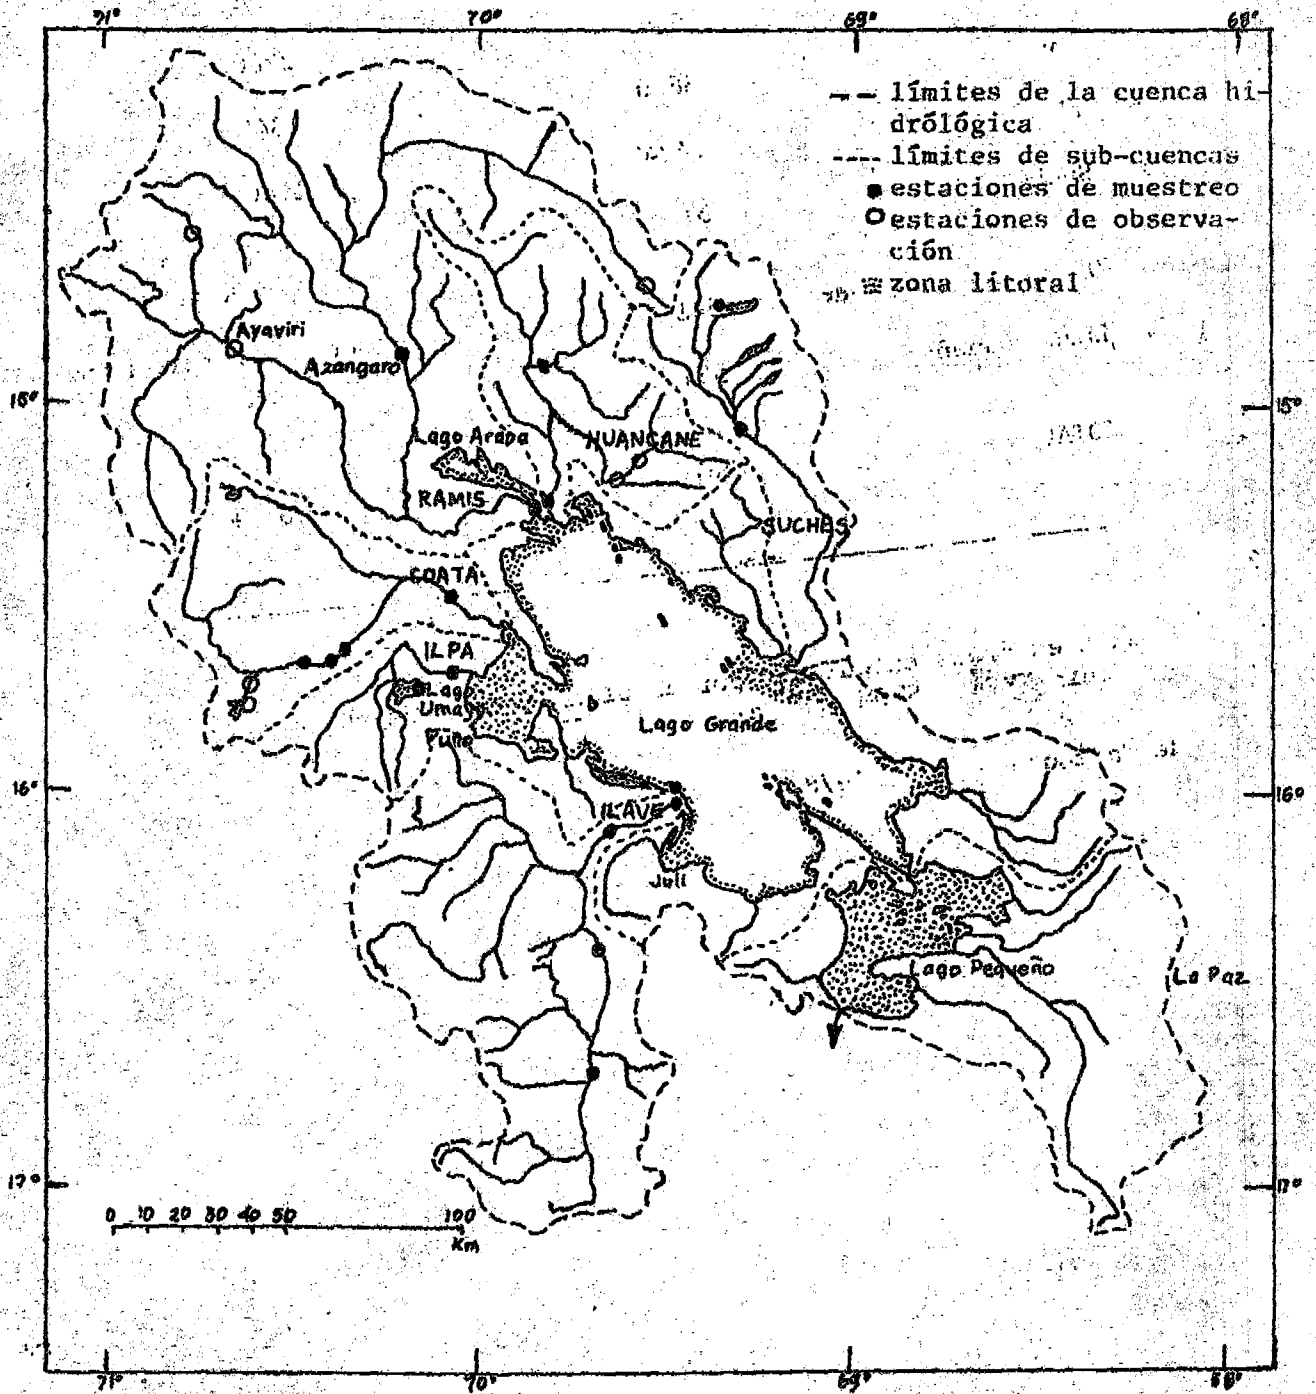 71° 70° 69° 68°
límites de la cuenca hi-
drólógica
límites de sub-cuencas
estaciones de muestreo
estaciones de observa-
ción
zona litoral
Ayaviri
Azangaro
15° 15°
Lago Arapa
HUANCANE
RAMIS
SUCHES
COATA
ILPA
Lago
Umayo
Lago Grande
Puno
16° 16°
ILAVE
Juli
Lago Pequeño
La Paz
17° 17°
0 10 20 30 40 50 100
Km
71° 70° 69° 68°